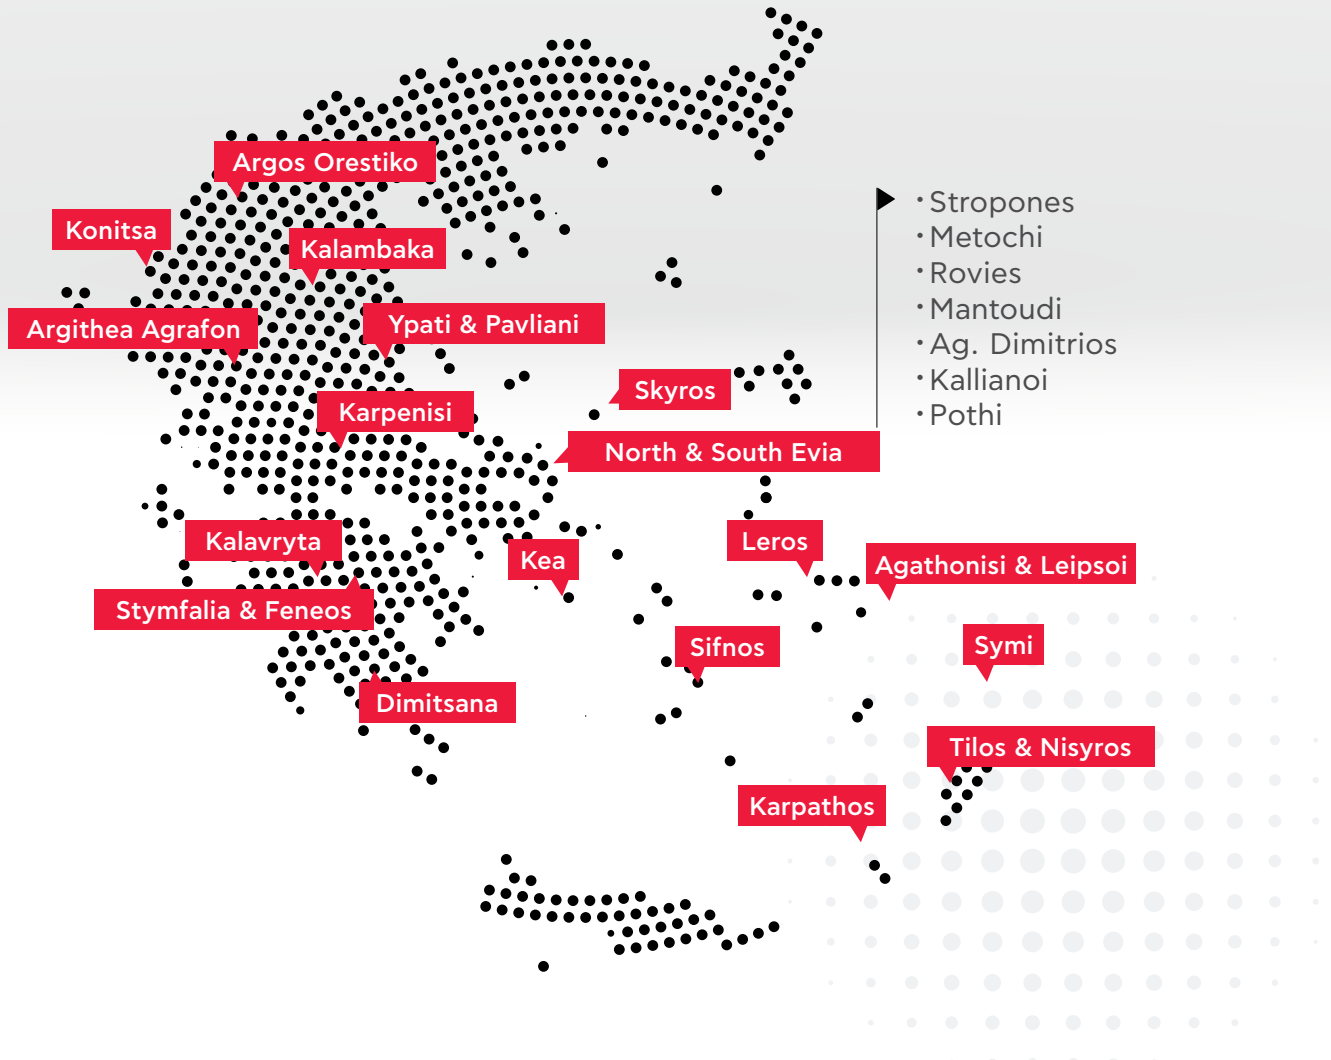 Argos Orestiko
Konitsa
Kalambaka
Argithea Agrafon
Ypati & Pavliani
Karpenisi
Skyros
North & South Evia
· Stropones
· Metochi
· Rovies
· Mantoudi
· Ag. Dimitrios
· Kallianoi
· Pothi
Kalavryta
Kea
Leros
Agathonisi & Leipsoi
Stymfalia & Feneos
Sifnos
Symi
Dimitsana
Tilos & Nisyros
Karpathos